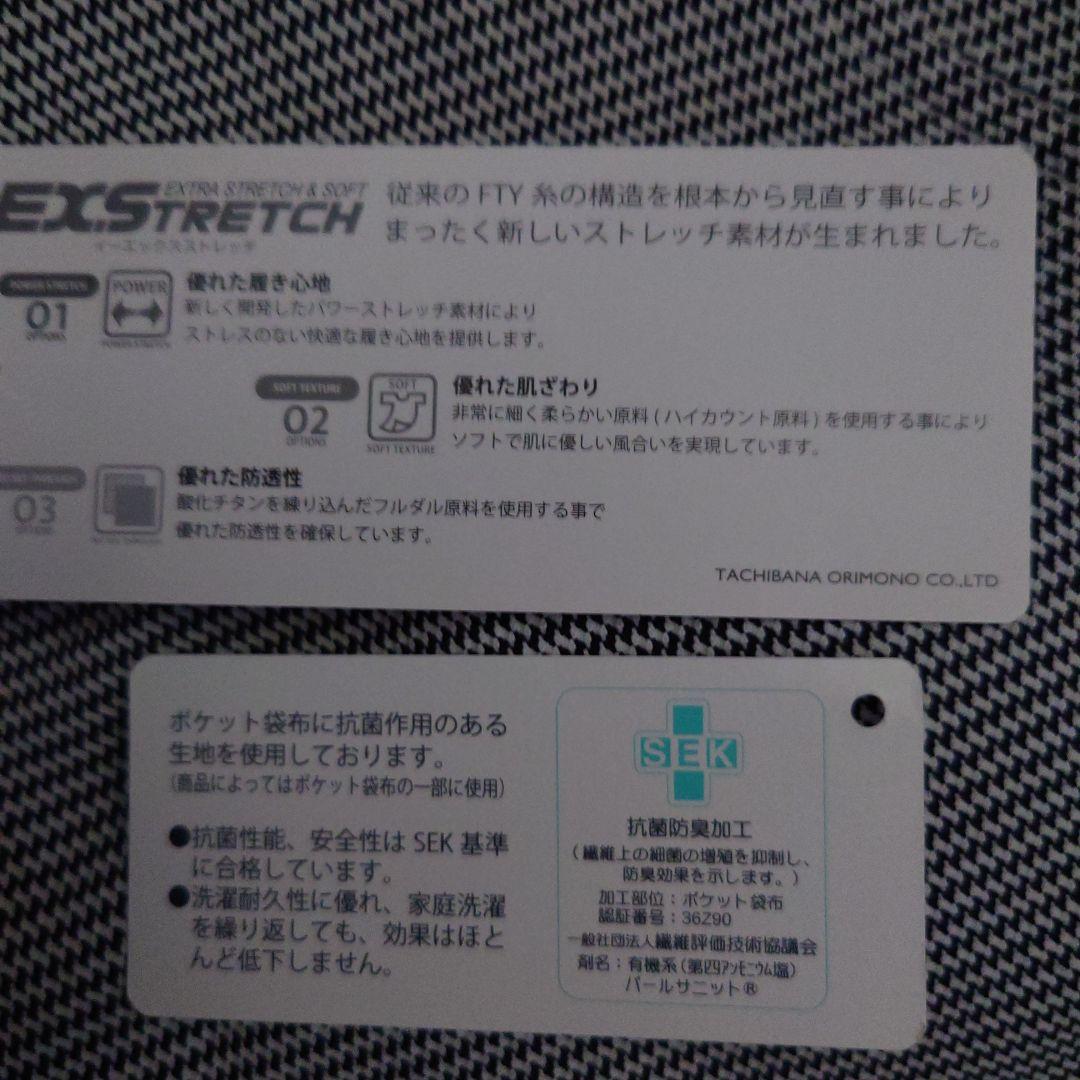 EX.STRETCH
EXTRA STRETCH & SOFT
イーエックスストレッチ
従来の FTY 糸の構造を根本から見直す事により
まったく新しいストレッチ素材が生まれました。
POWER STRETCH
01
OPTIONS
POWER
POWER STRETCH
優れた履き心地
新しく開発したパワーストレッチ素材により
ストレスのない快適な履き心地を提供します。
SOFT TEXTURE
02
OPTIONS
SOFT
SOFT TEXTURE
優れた肌ざわり
非常に細く柔らかい原料 ( ハイカウント原料 ) を使用する事により
ソフトで肌に優しい風合いを実現しています。
03
優れた防透性
酸化チタンを練り込んだフルダル原料を使用する事で
優れた防透性を確保しています。
TACHIBANA ORIMONO CO.,LTD
ポケット袋布に抗菌作用のある
生地を使用しております。
(商品によってはポケット袋布の一部に使用)
●抗菌性能、安全性は SEK 基準
に合格しています。
●洗濯耐久性に優れ、家庭洗濯
を繰り返しても、効果はほと
んど低下しません。
SEK
抗菌防臭加工
(繊維上の細菌の増殖を抑制し、
防臭効果を示します。)
加工部位：ポケット袋布
認証番号：36Z90
一般社団法人繊維評価技術協議会
剤名：有機系(第四アンモニウム塩)
パールサニット®